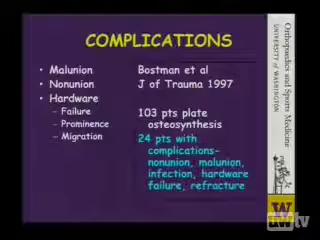 COMPLICATIONS
• Malunion
• Nonunion
• Hardware
– Failure
– Prominence
– Migration
Bostman et al
J of Trauma 1997
103 pts plate
osteosynthesis
24 pts with
complications-
nonunion, malunion,
infection, hardware
failure, refracture
Orthopaedics and Sports Medicine
UNIVERSITY OF WASHINGTON
W
uwtv